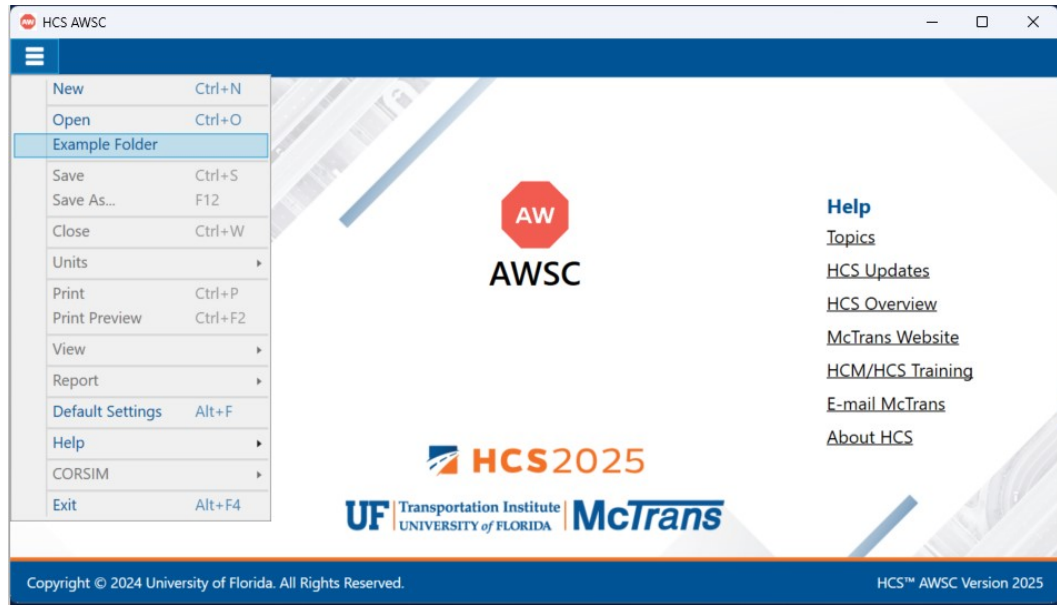 HCS AWSC
New Ctrl+N
Open Ctrl+O
Example Folder
Save Ctrl+S
Save As... F12
Close Ctrl+W
Units
Print Ctrl+P
Print Preview Ctrl+F2
View
Report
Default Settings Alt+F
Help
CORSIM
Exit Alt+F4
AW
AWSC
HCS2025
UF Transportation Institute
UNIVERSITY of FLORIDA
McTrans
Help
Topics
HCS Updates
HCS Overview
McTrans Website
HCM/HCS Training
E-mail McTrans
About HCS
Copyright © 2024 University of Florida. All Rights Reserved.
HCS™ AWSC Version 2025